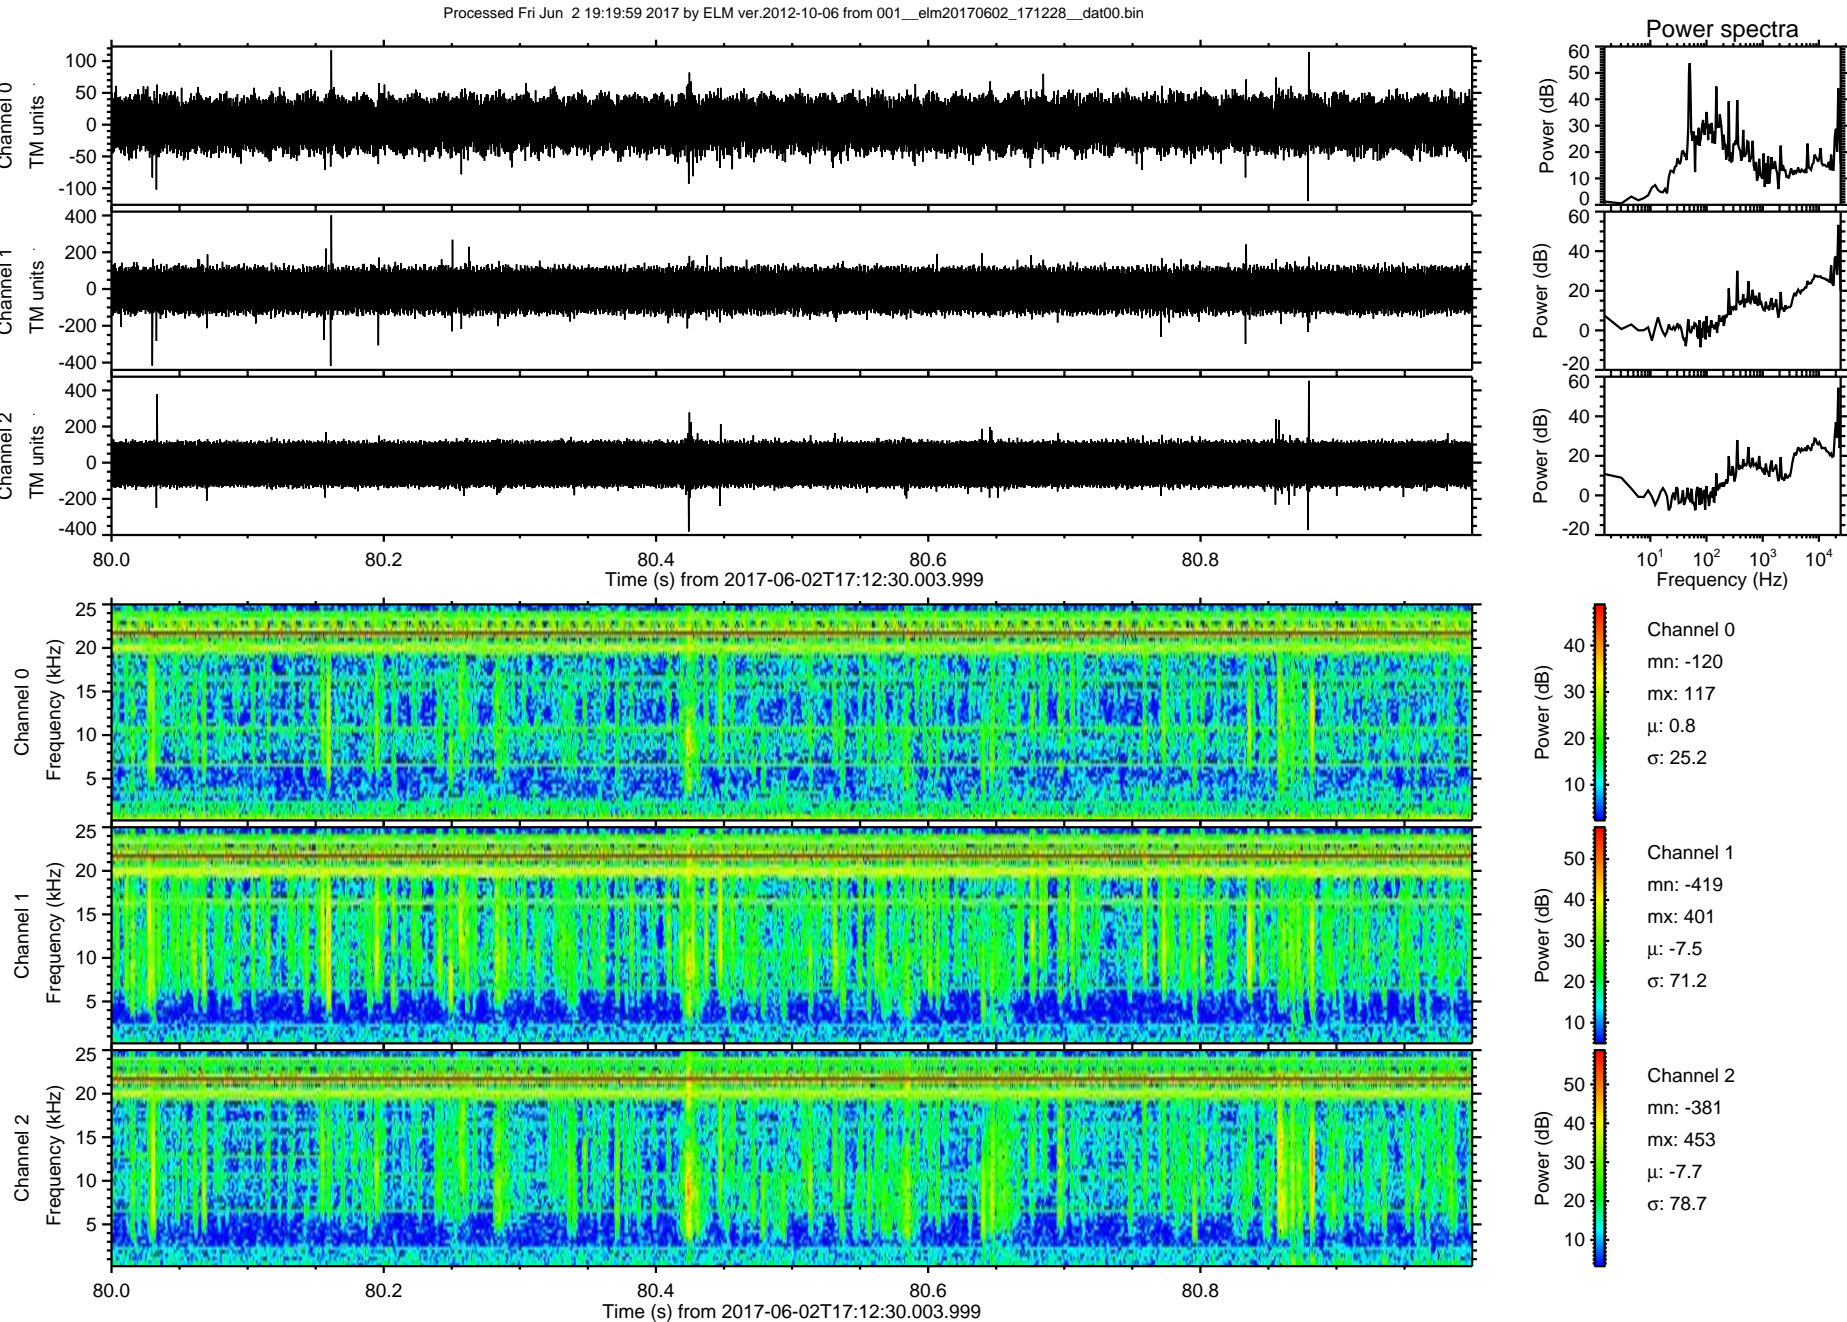 Processed Fri Jun  2 19:19:59 2017 by ELM ver.2012-10-06 from 001__elm20170602_171228__dat00.bin
Power spectra
Channel 0
TM units
100
50
0
-50
-100
Channel 1
TM units
400
200
0
-200
-400
Channel 2
TM units
400
200
0
-200
-400
80.0 80.2 80.4 80.6 80.8
Time (s) from 2017-06-02T17:12:30.003.999
Power (dB)
60
50
40
30
20
10
0
Power (dB)
60
40
20
0
-20
Power (dB)
60
40
20
0
-20
10¹ 10² 10³ 10⁴
Frequency (Hz)
Channel 0
Frequency (kHz)
25
20
15
10
5
Channel 1
Frequency (kHz)
25
20
15
10
5
Channel 2
Frequency (kHz)
25
20
15
10
5
80.0 80.2 80.4 80.6 80.8
Time (s) from 2017-06-02T17:12:30.003.999
Power (dB)
40
30
20
10
Channel 0
mn: -120
mx: 117
μ: 0.8
σ: 25.2
Power (dB)
50
40
30
20
10
Channel 1
mn: -419
mx: 401
μ: -7.5
σ: 71.2
Power (dB)
50
40
30
20
10
Channel 2
mn: -381
mx: 453
μ: -7.7
σ: 78.7